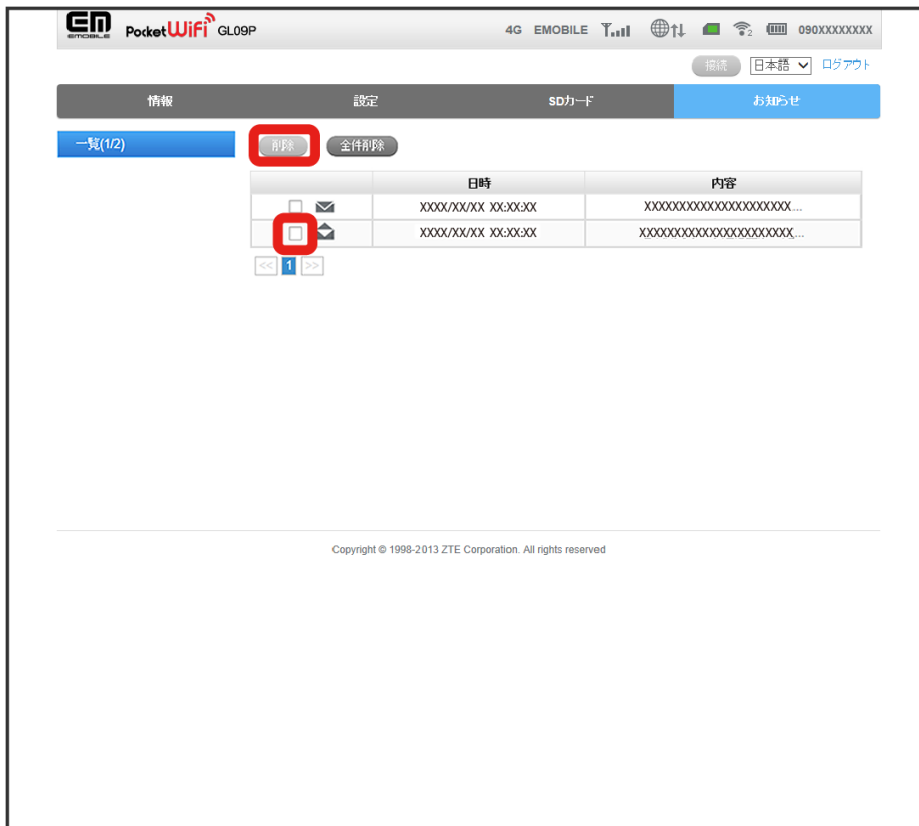 EM
EMOBILE
Pocket WiFi GL09P
4G EMOBILE 2 090XXXXXXXX
接続 日本語 ログアウト
情報 設定 SDカード お知らせ
一覧(1/2)
削除 全件削除
日時 内容
XXXX/XX/XX XX:XX:XX XXXXXXXXXXXXXXXXXXXXX...
XXXX/XX/XX XX:XX:XX XXXXXXXXXXXXXXXXXXXXXX...
<< 1 >>
Copyright © 1998-2013 ZTE Corporation. All rights reserved